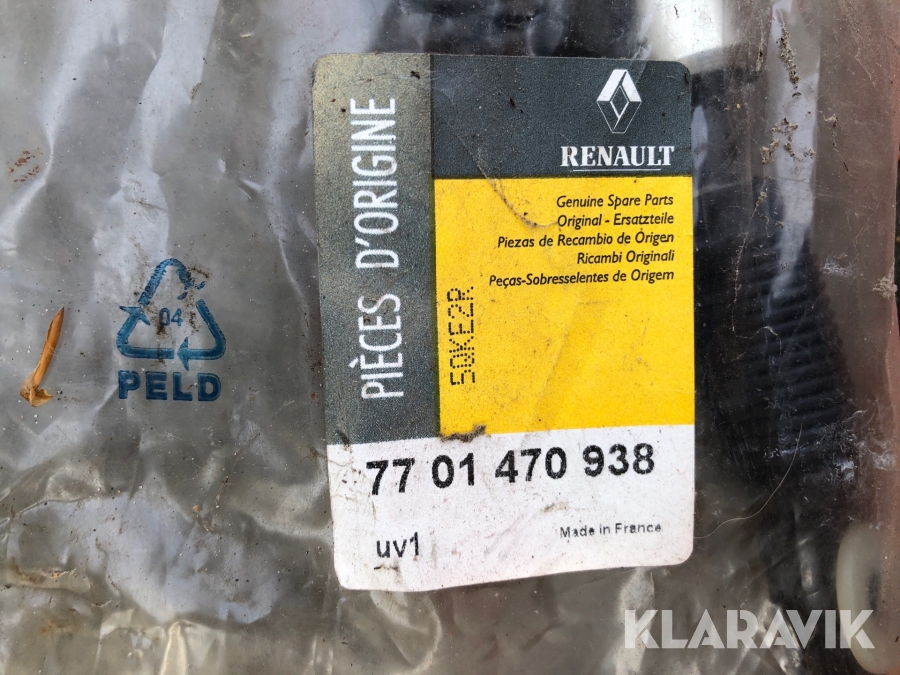 PIÈCES D'ORIGINE
RENAULT
Genuine Spare Parts
Original - Ersatzteile
Piezas de Recambio de Origen
Ricambi Originali
Peças-Sobresselentes de Origem
5QKE2R
77 01 470 938
uv1
Made in France
04
PELD
KLARAVIK